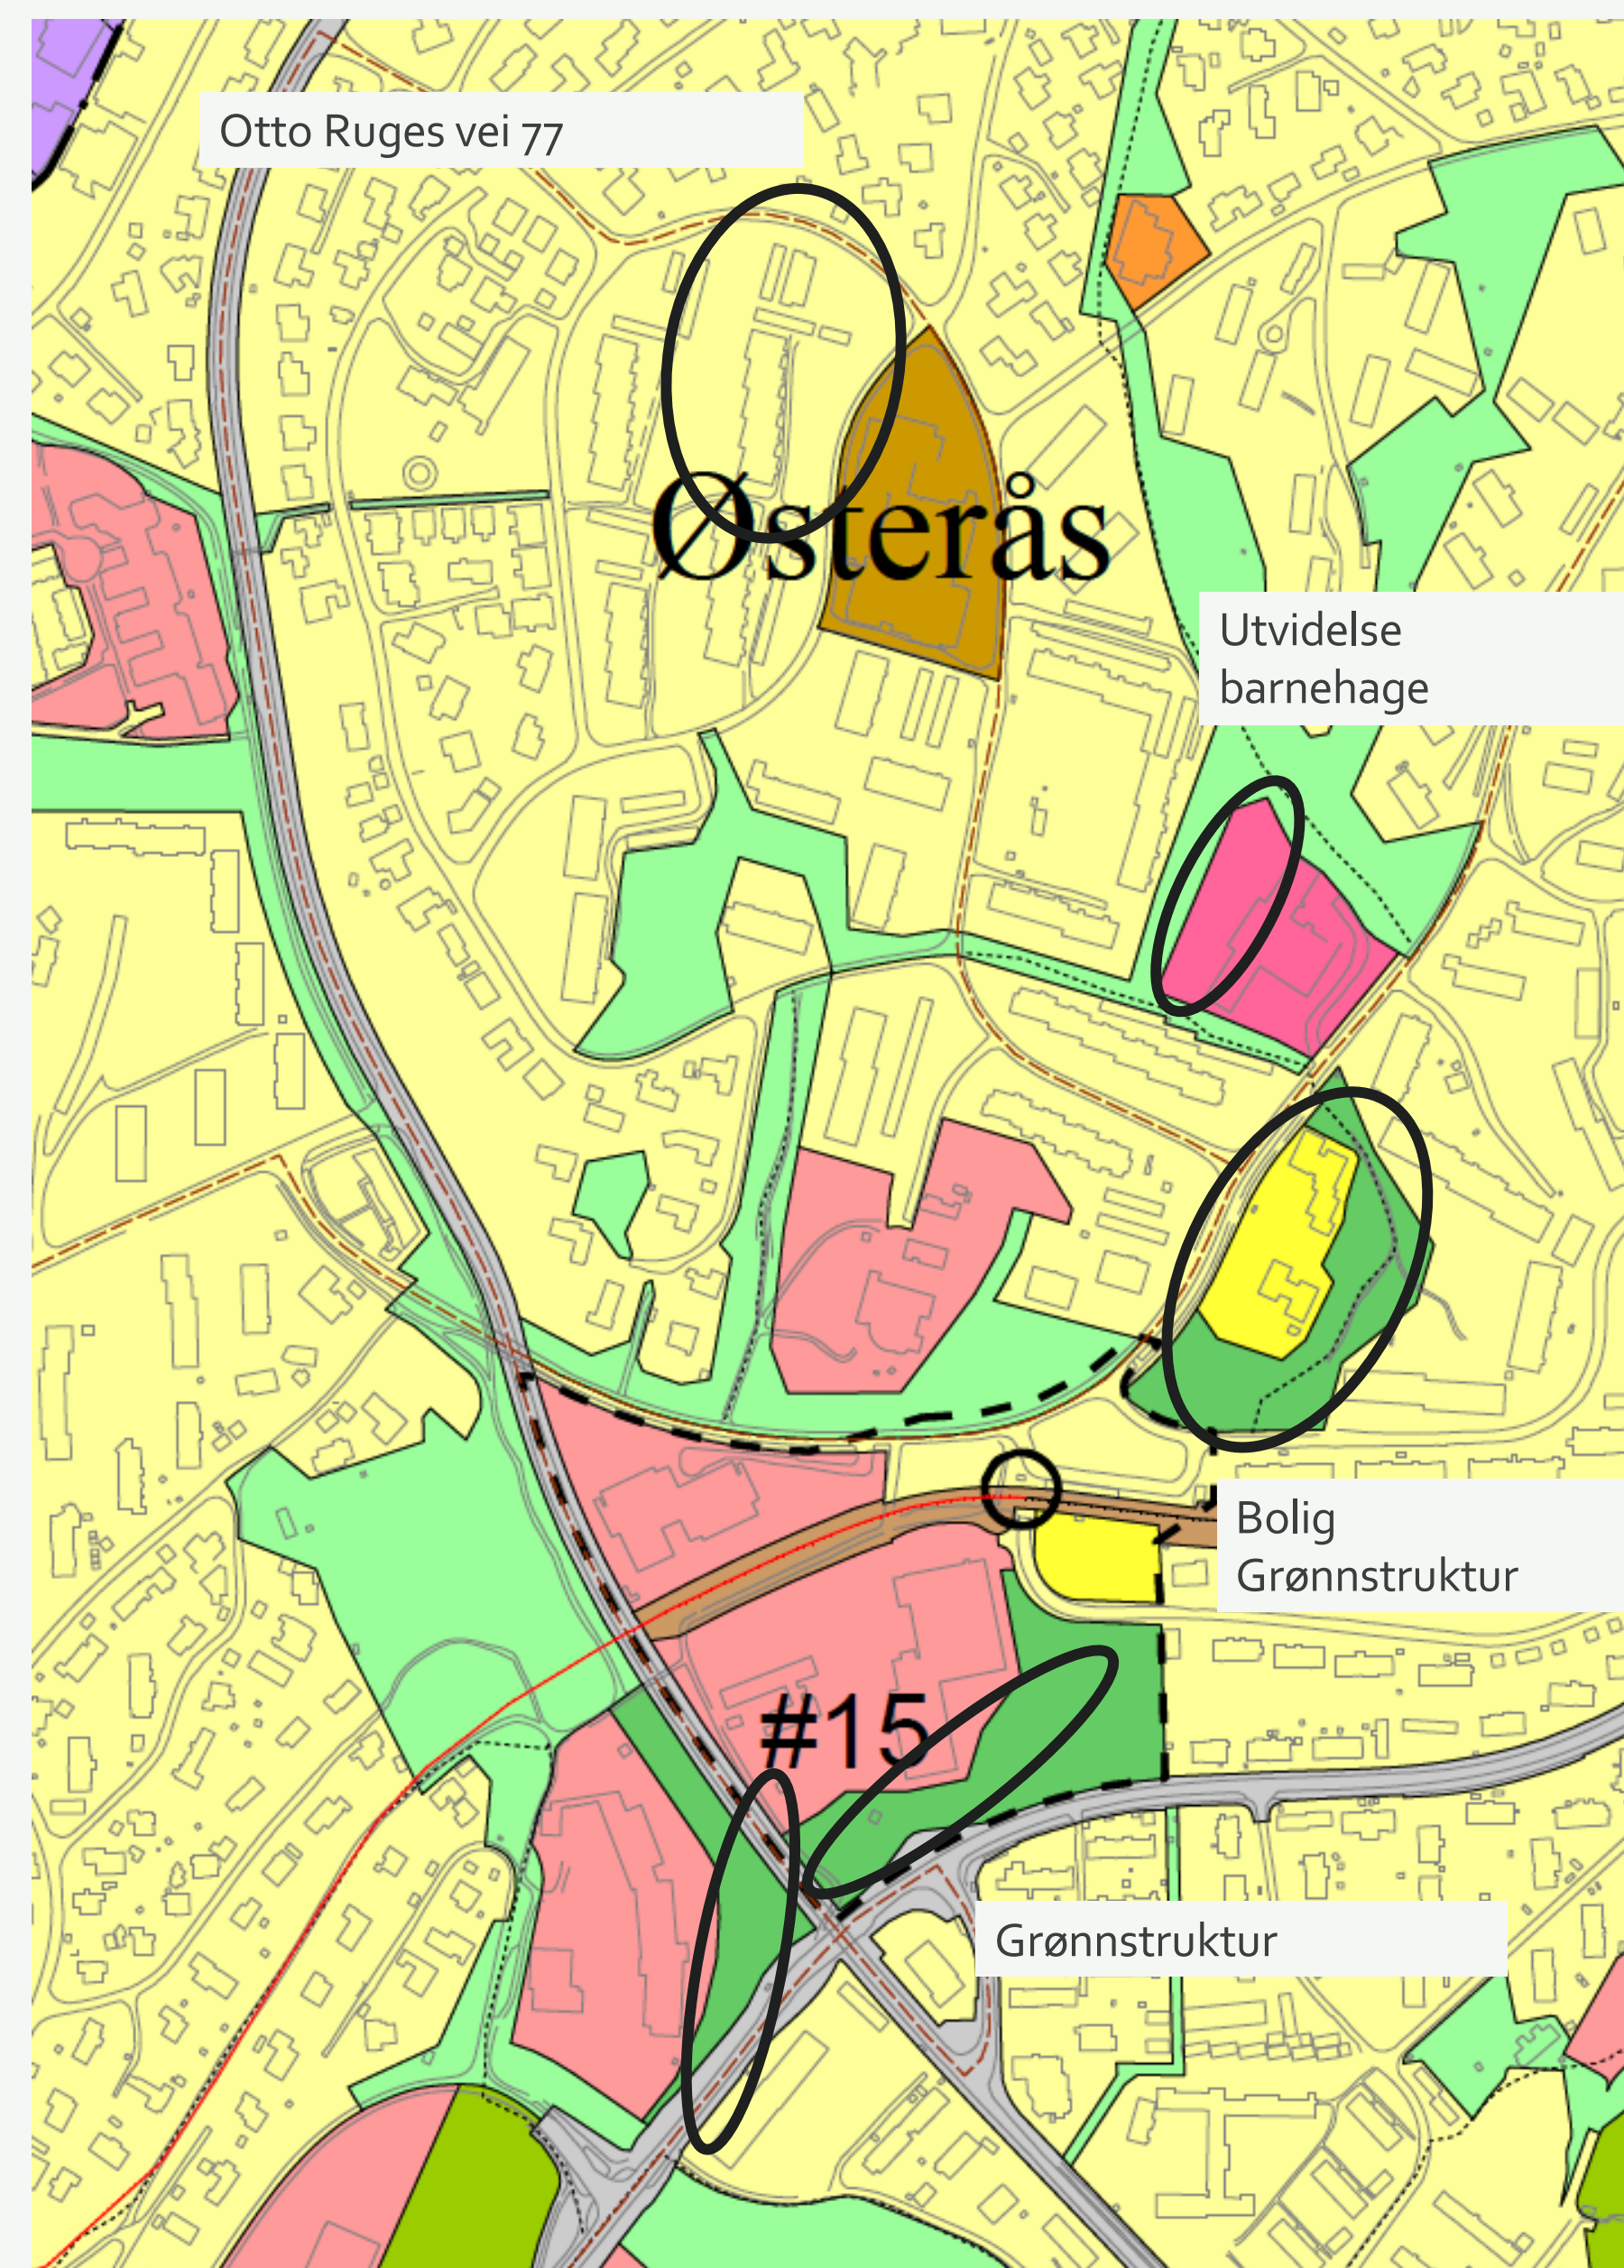 Otto Ruges vei 77
Østerås
Utvidelse
barnehage
Bolig
Grønnstruktur
#15
Grønnstruktur